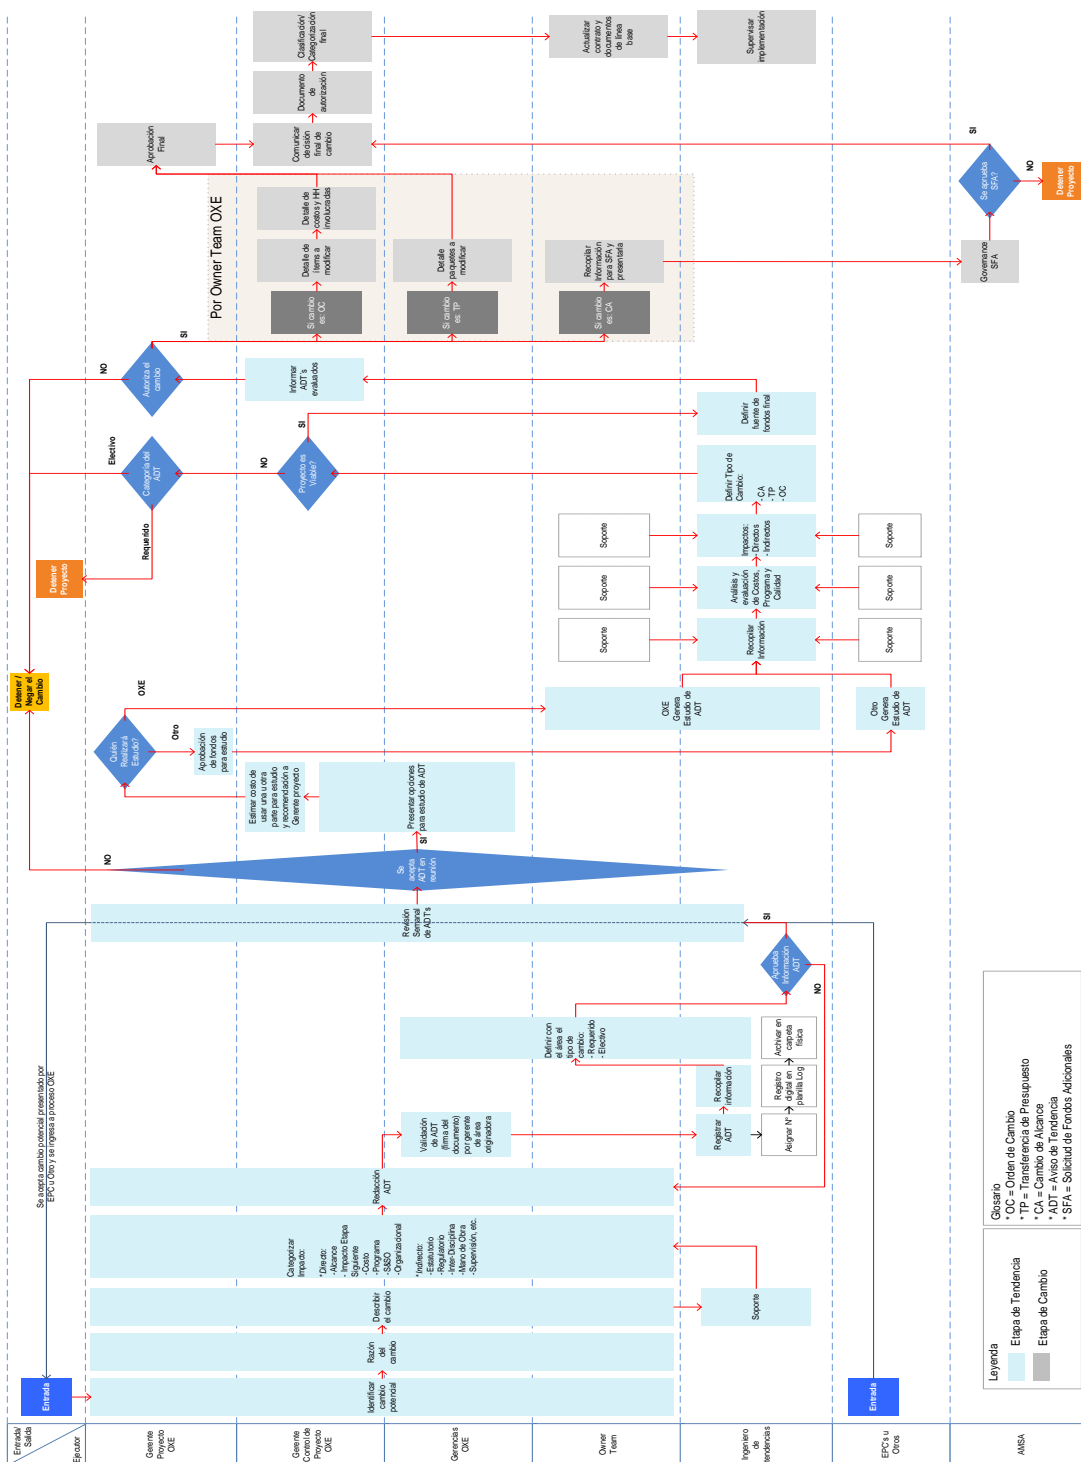 Entrada/
Salida
Ejecutor
Gerente
Proyecto
OXE
Gerente
Control de
Proyecto
OXE
Gerencias
OXE
Owner
Team
Ingeniero
de
tendencias
EPC's u
Otros
AMSA
Entrada
Se acepta cambio potencial presentado por
EPC u Otro y se ingresa a proceso OXE
Entrada
Identificar
cambio
potencial
Razón
del
cambio
Describir
el cambio
Soporte
Categorizar
Impacto:
*Directo:
-Alcance
- Impacto Etapa
Siguiente
-Costo
-Programa
-S&SO
-Organizacional
*Indirecto:
-Estatutorio
-Regulatorio
-Inter-Disciplina
-Mano de Obra
-Supervisión, etc.
Redacción
ADT
Validación
de ADT
(firma del
documento)
por gerente
de área
originadora
Registrar
ADT
Recopilar
información
Asignar N°
Registro
digital en
planilla Log
Archivar en
carpeta
física
Definir con
el área el
tipo de
cambio:
- Requerido
- Electivo
Aprueba
Información
ADT
SI
NO
Revisión
Semanal
de ADT's
Se
acepta
ADT en
reunión
NO
SI
Presentar opciones
para estudio de ADT
Estimar costo de
usar una u otra
parte para estudio
y recomendación a
Gerente proyecto
Quién
Realizará
Estudio?
OXE
Otro
Aprobación
de fondos
para estudio
Detener /
Negar el
Cambio
OXE
Genera
Estudio de
ADT
Otro
Genera
Estudio de
ADT
Recopilar
Información
Soporte
Soporte
Análisis y
evaluación
de Costos,
Programa y
Calidad
Soporte
Soporte
Impactos:
- Directos
- Indirectos
Soporte
Soporte
Definir Tipo de
Cambio:
- CA
- TP
- OC
Proyecto es
Viable?
NO
SI
Categoría del
ADT
Electivo
Requerido
Detener
Proyecto
Definir
fuente de
fondos final
Informar
ADT's
evaluados
Autoriza el
cambio
NO
SI
Por Owner Team OXE
Si cambio
es: OC
Detalle de
ítems a
modificar
Detalle de
costos y HH
involucradas
Si cambio
es: TP
Detalle
paquetes a
modificar
Si cambio
es: CA
Recopilar
Información
para SFA y
presentarla
Governance
SFA
Se aprueba
SFA?
SI
NO
Detener
Proyecto
Aprobación
Final
Comunicar
decisión
final de
cambio
Documento
de
autorización
Clasificación/
Categorización
final
Actualizar
contrato y
documentos
de línea
base
Supervisar
implementación
Leyenda
Etapa de Tendencia
Etapa de Cambio
Glosario
* OC = Orden de Cambio
* TP = Transferencia de Presupuesto
* CA = Cambio de Alcance
* ADT = Aviso de Tendencia
* SFA = Solicitud de Fondos Adicionales